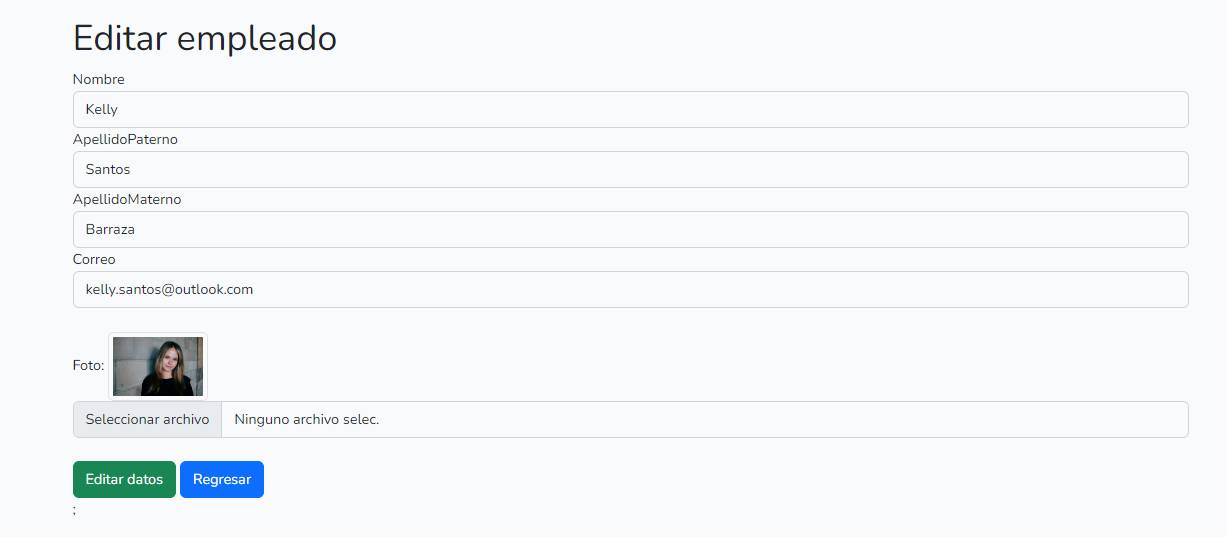 Editar empleado
Nombre
Kelly
ApellidoPaterno
Santos
ApellidoMaterno
Barraza
Correo
kelly.santos@outlook.com
Foto:
Seleccionar archivo Ninguno archivo selec.
Editar datos Regresar
;